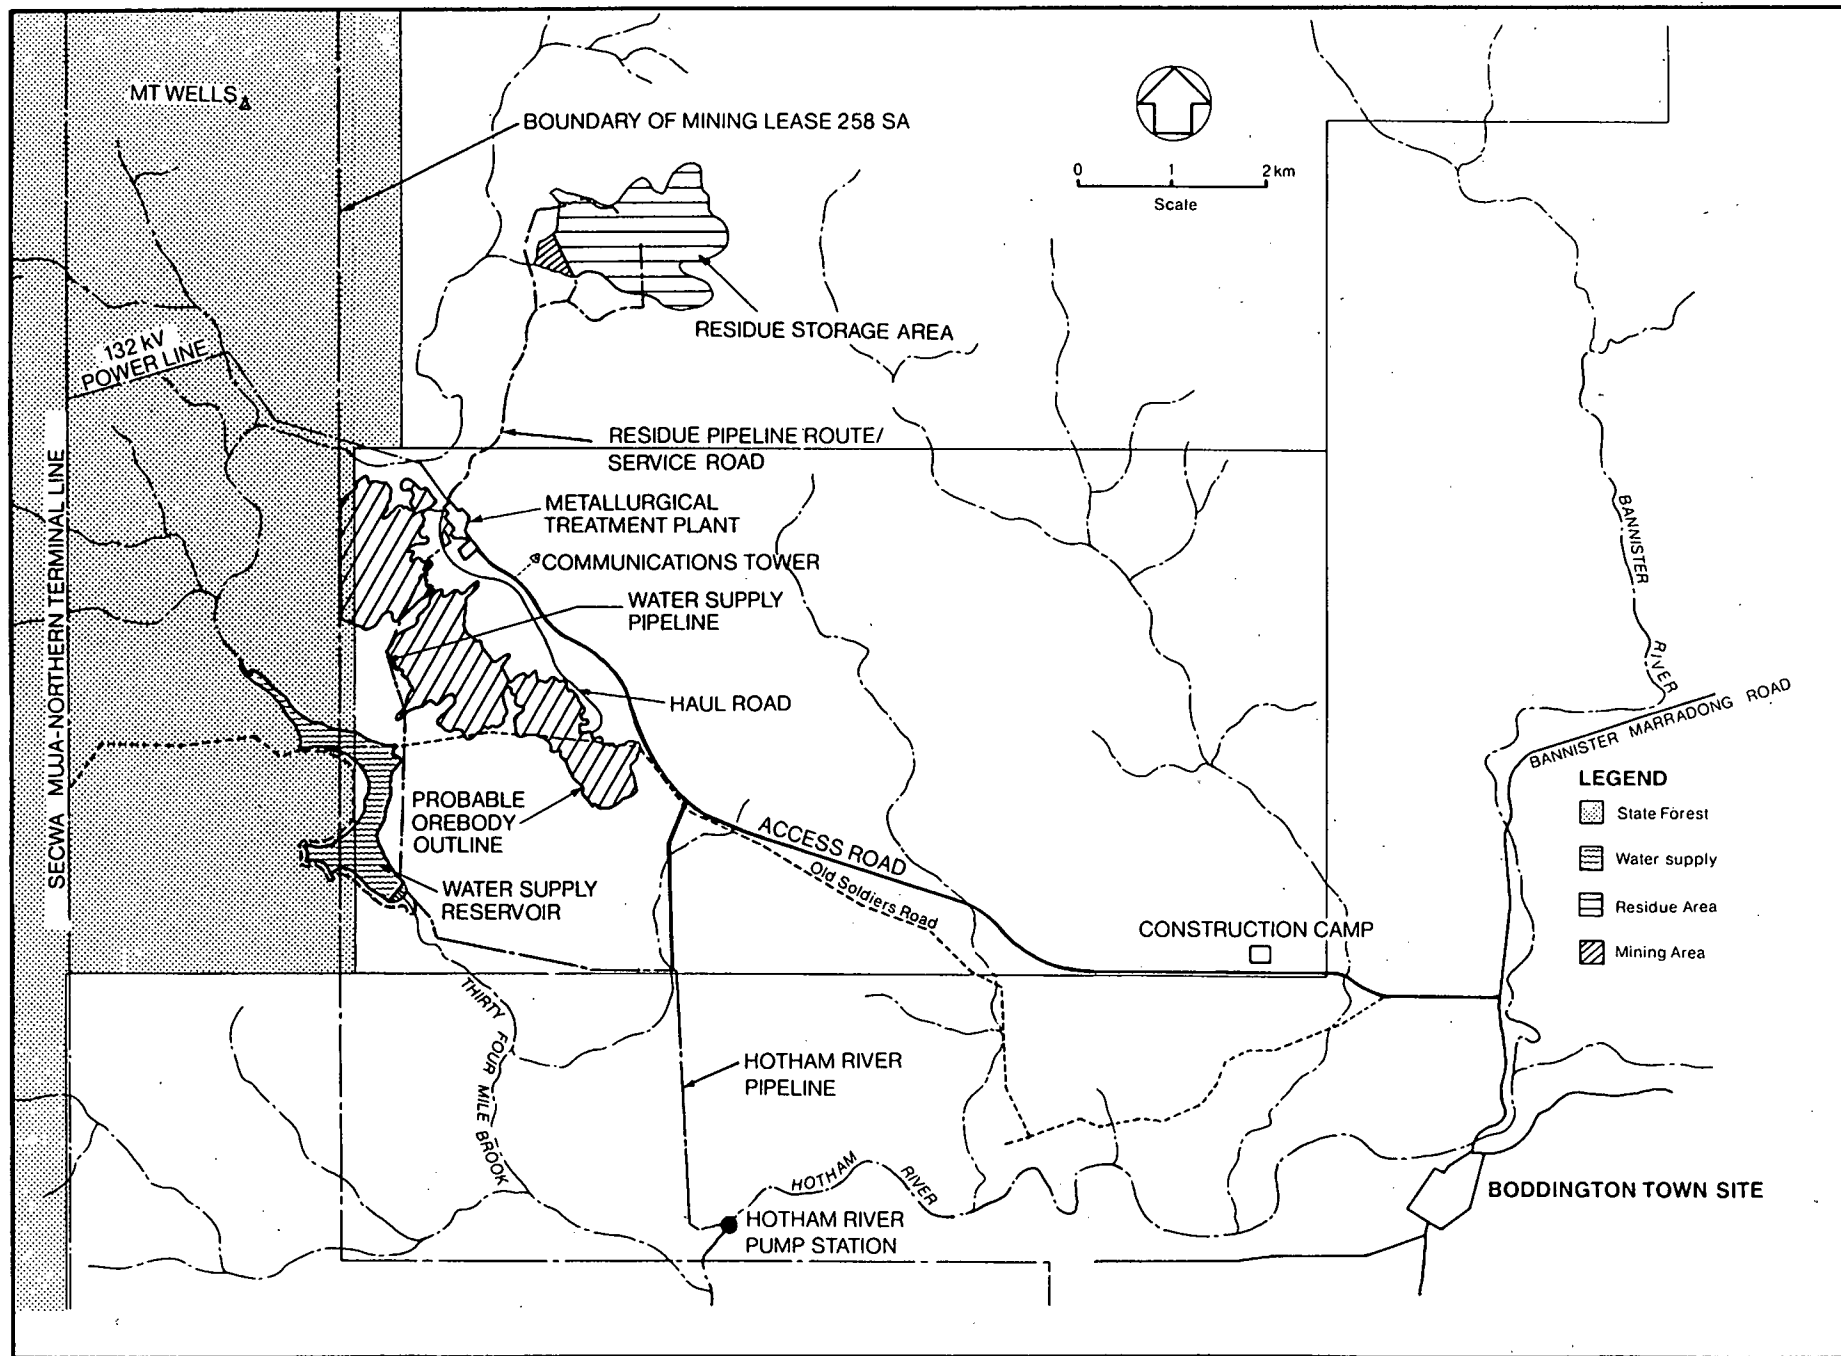 MT WELLS
BOUNDARY OF MINING LEASE 258 SA
0 1 2 km
Scale
RESIDUE STORAGE AREA
132 kV
POWER LINE
RESIDUE PIPELINE ROUTE/
SERVICE ROAD
METALLURGICAL
TREATMENT PLANT
COMMUNICATIONS TOWER
WATER SUPPLY
PIPELINE
HAUL ROAD
SECWA MUJA-NORTHERN TERMINAL LINE
BANNISTER
RIVER
BANNISTER MARRADONG ROAD
PROBABLE
OREBODY
OUTLINE
WATER SUPPLY
RESERVOIR
ACCESS ROAD
Old Soldiers Road
CONSTRUCTION CAMP
LEGEND
State Forest
Water supply
Residue Area
Mining Area
THIRTY FOUR MILE BROOK
HOTHAM RIVER
PIPELINE
HOTHAM RIVER
HOTHAM RIVER
PUMP STATION
BODDINGTON TOWN SITE